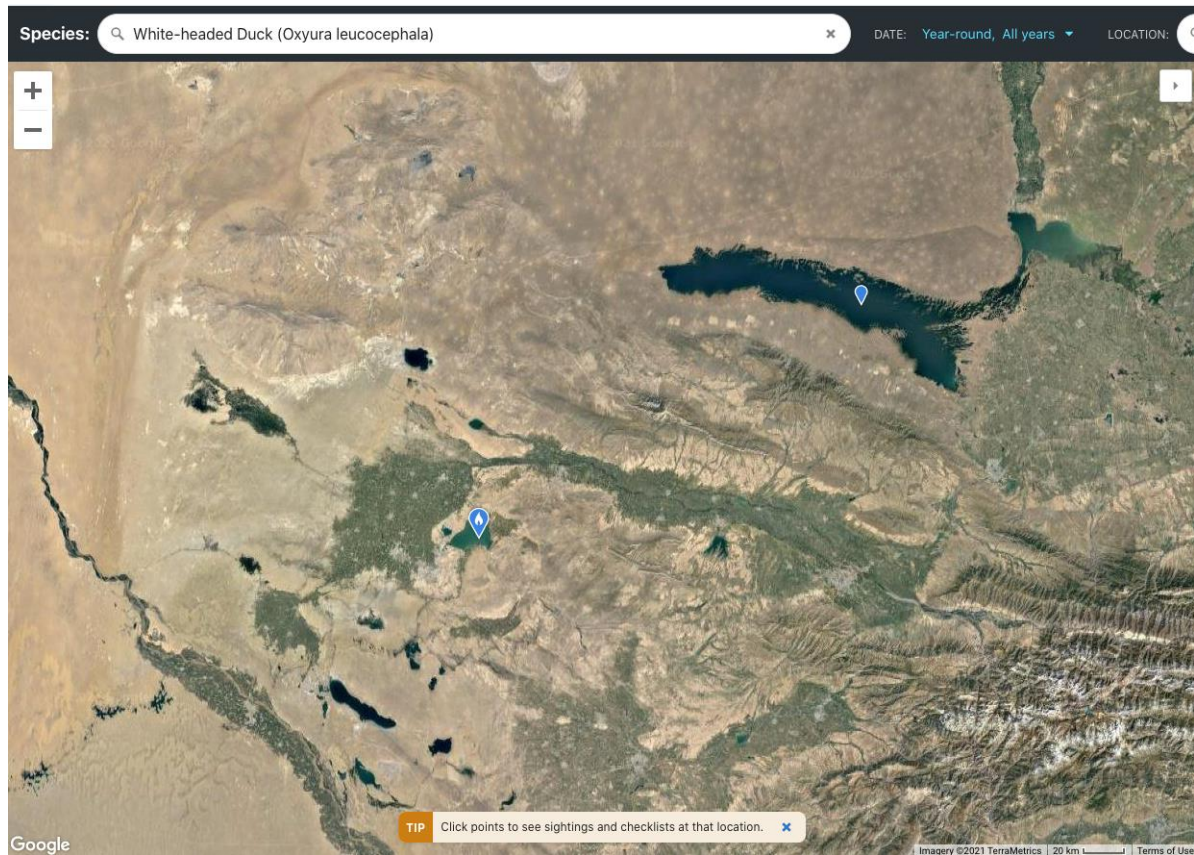 Species: White-headed Duck (Oxyura leucocephala) × DATE: Year-round, All years LOCATION:
+
−
TIP Click points to see sightings and checklists at that location. ×
Google Imagery ©2021 TerraMetrics 20 km Terms of Use